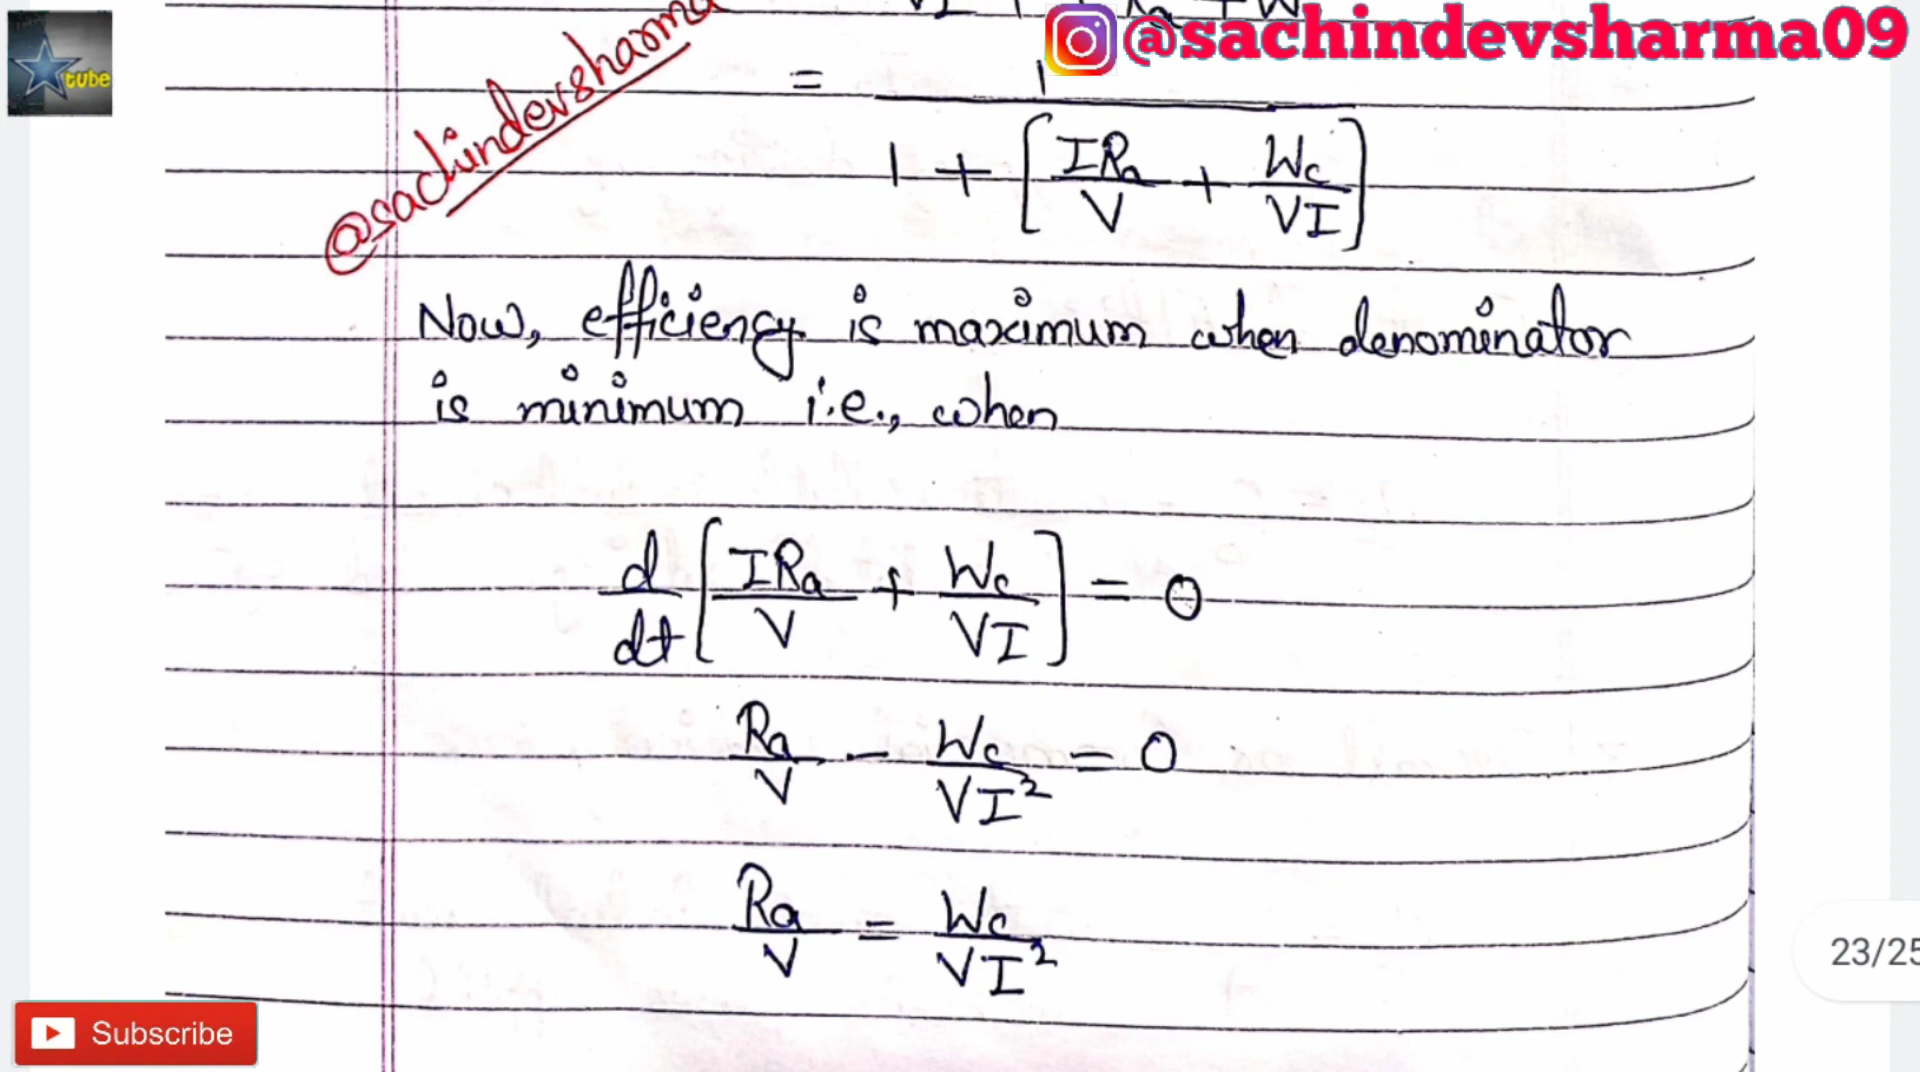 @sachindevsharma09
tube
@sachindevsharma
= 1
1 + [ IRa/V + Wc/VI ]
Now, efficiency is maximum when denominator
is minimum i.e., when
d/dt [ IRa/V + Wc/VI ] = 0
Ra/V - Wc/VI² = 0
Ra/V = Wc/VI²
23/25
Subscribe